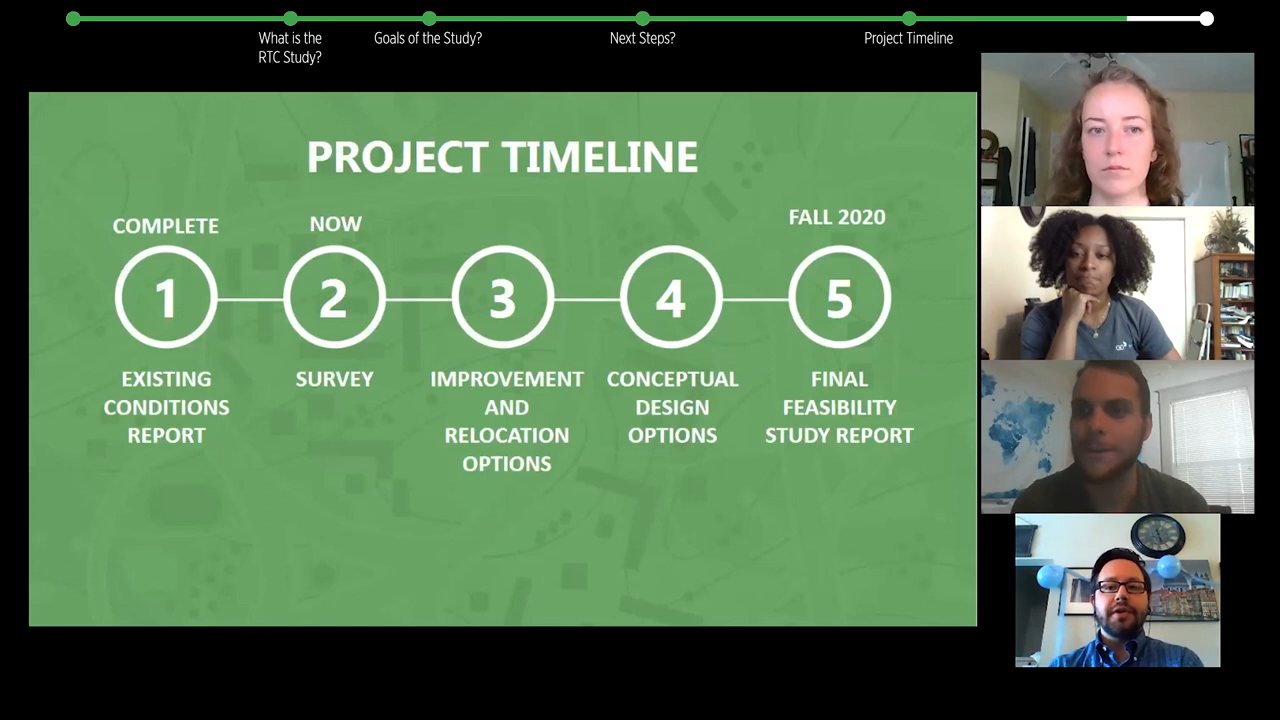 What is the
RTC Study?
Goals of the Study?
Next Steps?
Project Timeline
PROJECT TIMELINE
COMPLETE
NOW
FALL 2020
1
2
3
4
5
EXISTING
CONDITIONS
REPORT
SURVEY
IMPROVEMENT
AND
RELOCATION
OPTIONS
CONCEPTUAL
DESIGN
OPTIONS
FINAL
FEASIBILITY
STUDY REPORT